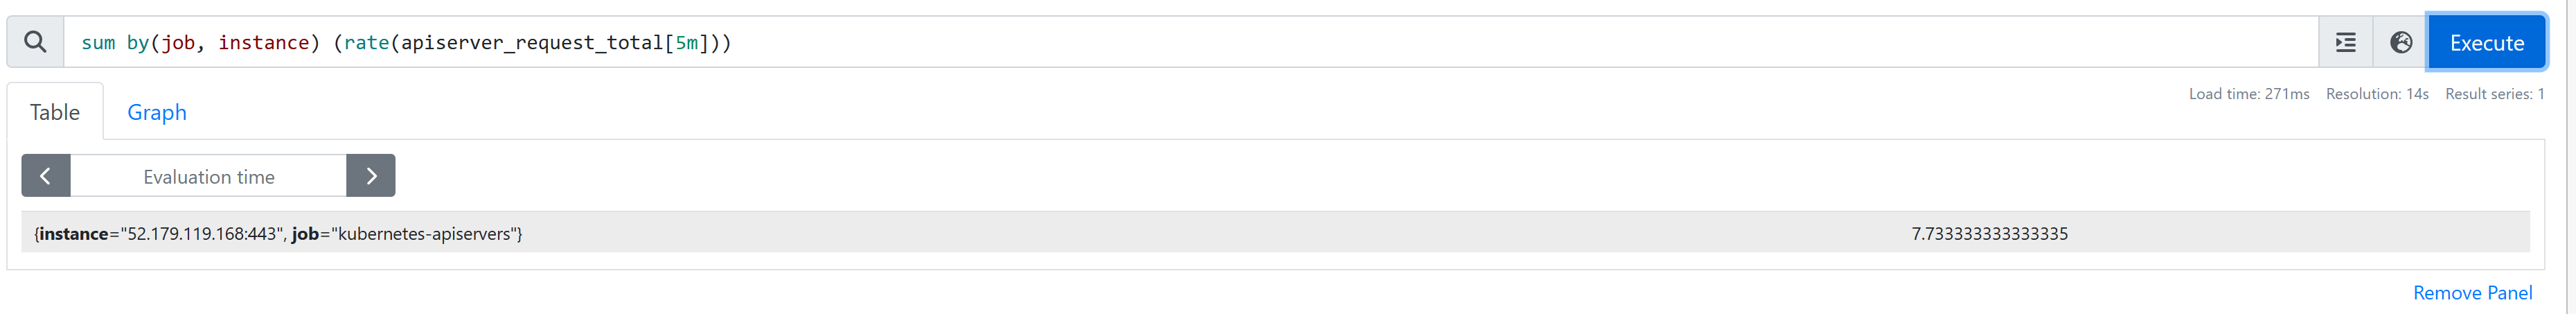 sum by(job, instance) (rate(apiserver_request_total[5m]))
Execute
Table
Graph
Load time: 271ms Resolution: 14s Result series: 1
Evaluation time
{instance="52.179.119.168:443", job="kubernetes-apiservers"} 7.733333333333335
Remove Panel